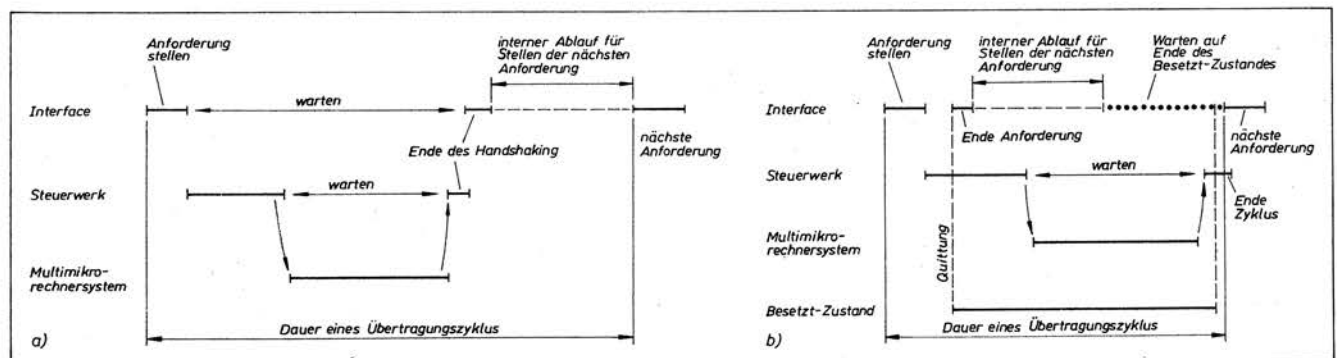 Anforderung
stellen
interner Ablauf für
Stellen der nächsten
Anforderung
Interface
warten
nächste
Anforderung
Ende des Handshaking
Steuerwerk
warten
Multimikro-
rechnersystem
a)
Dauer eines Übertragungszyklus
Anforderung
stellen
interner Ablauf für
Stellen der nächsten
Anforderung
Warten auf
Ende des
Besetzt-Zustandes
Interface
Ende Anforderung
nächste
Anforderung
Steuerwerk
warten
Ende
Zyklus
Multimikro-
rechnersystem
Quittung
Besetzt-Zustand
Dauer eines Übertragungszyklus
b)